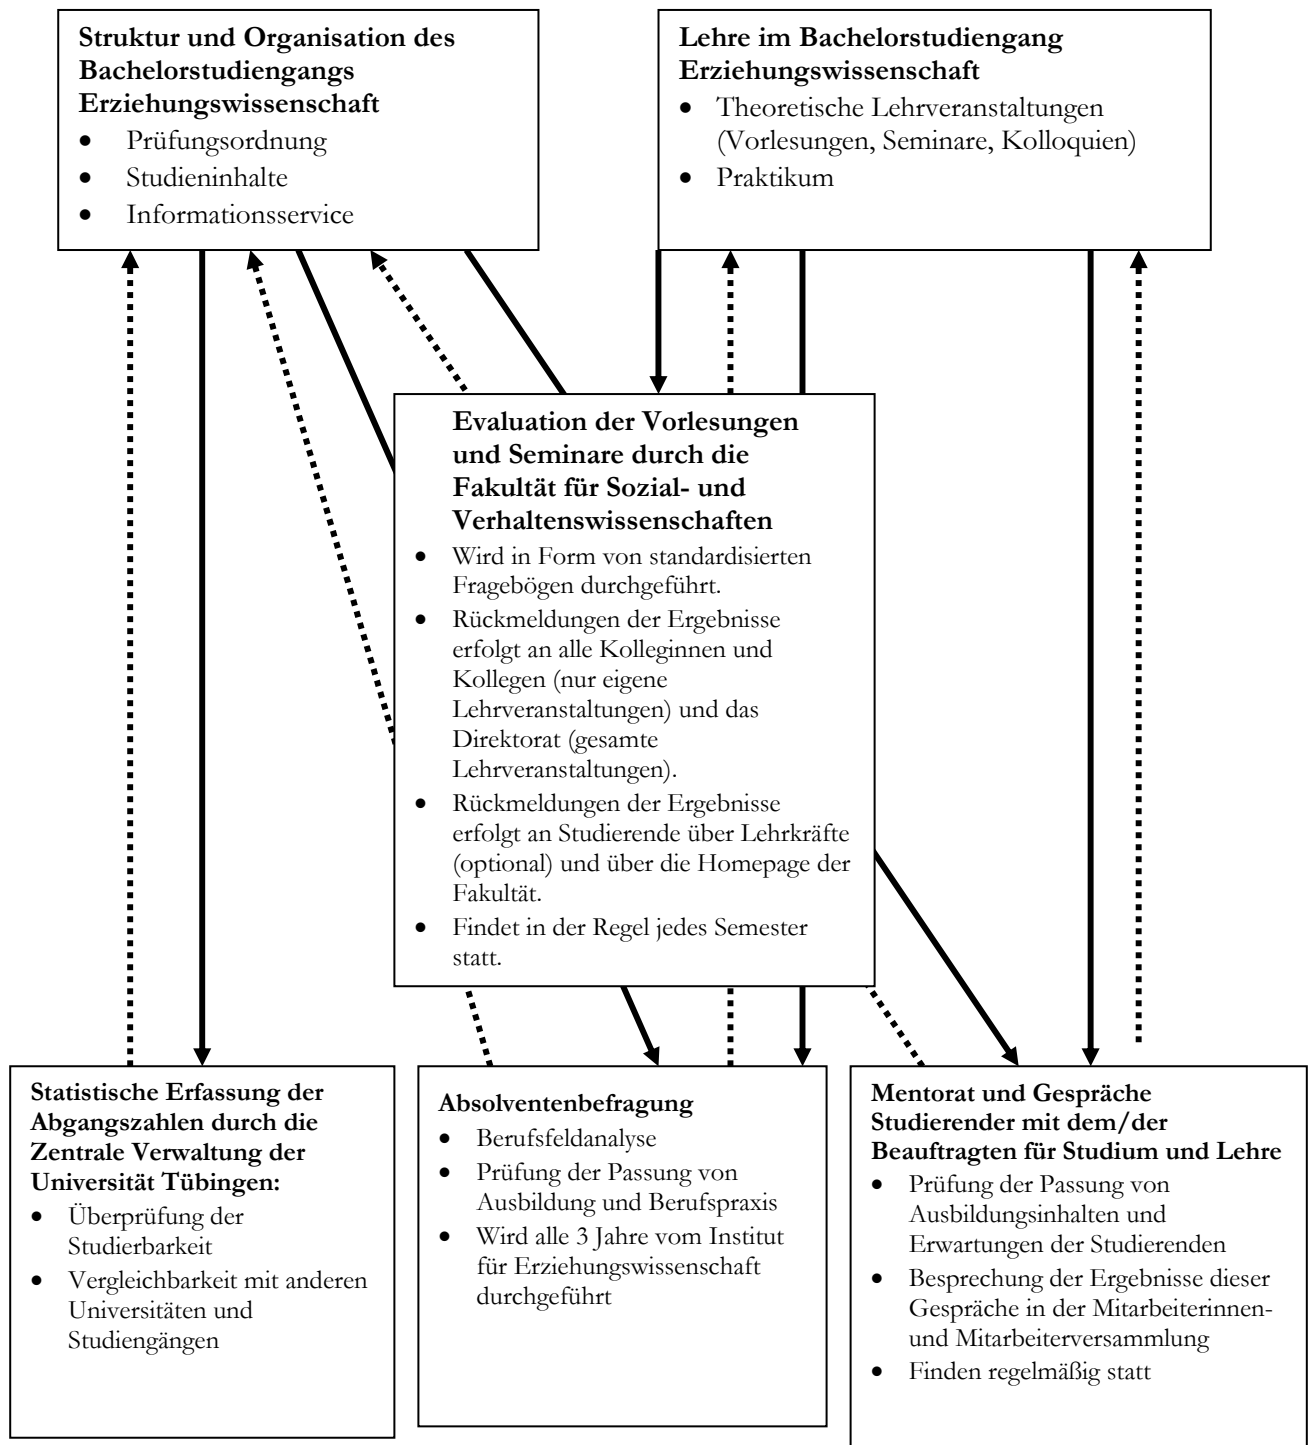 Struktur und Organisation des
Bachelorstudiengangs
Erziehungswissenschaft
• Prüfungsordnung
• Studieninhalte
• Informationsservice
Lehre im Bachelorstudiengang
Erziehungswissenschaft
• Theoretische Lehrveranstaltungen
(Vorlesungen, Seminare, Kolloquien)
• Praktikum
Evaluation der Vorlesungen
und Seminare durch die
Fakultät für Sozial- und
Verhaltenswissenschaften
• Wird in Form von standardisierten
Fragebögen durchgeführt.
• Rückmeldungen der Ergebnisse
erfolgt an alle Kolleginnen und
Kollegen (nur eigene
Lehrveranstaltungen) und das
Direktorat (gesamte
Lehrveranstaltungen).
• Rückmeldungen der Ergebnisse
erfolgt an Studierende über Lehrkräfte
(optional) und über die Homepage der
Fakultät.
• Findet in der Regel jedes Semester
statt.
Statistische Erfassung der
Abgangszahlen durch die
Zentrale Verwaltung der
Universität Tübingen:
• Überprüfung der
Studierbarkeit
• Vergleichbarkeit mit anderen
Universitäten und
Studiengängen
Absolventenbefragung
• Berufsfeldanalyse
• Prüfung der Passung von
Ausbildung und Berufspraxis
• Wird alle 3 Jahre vom Institut
für Erziehungswissenschaft
durchgeführt
Mentorat und Gespräche
Studierender mit dem/der
Beauftragten für Studium und Lehre
• Prüfung der Passung von
Ausbildungsinhalten und
Erwartungen der Studierenden
• Besprechung der Ergebnisse dieser
Gespräche in der Mitarbeiterinnen-
und Mitarbeiterversammlung
• Finden regelmäßig statt